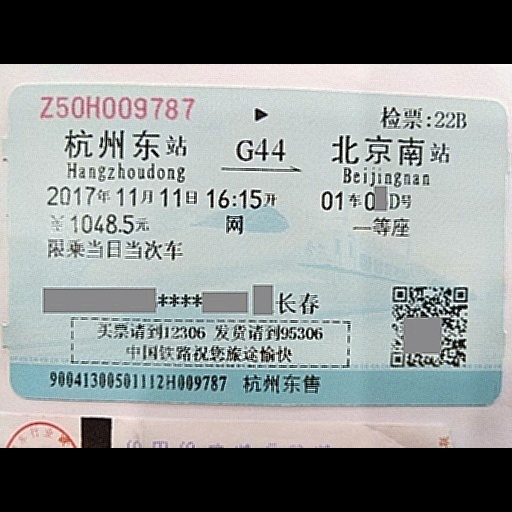 Z50H009787
检票:22B
杭州东站 G44 北京南站
Hangzhoudong Beijingnan
2017年11月11日 16:15开 01车0 D号
￥1048.5元 网 一等座
限乘当日当次车
**** 长春
买票请到12306 发货请到95306
中国铁路祝您旅途愉快
90041300501112H009787 杭州东售